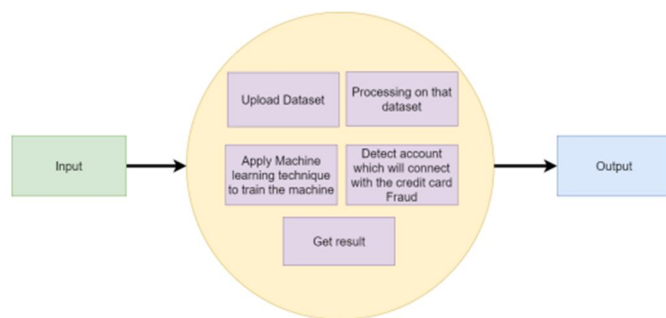 Upload Dataset
Processing on that
dataset
Input
Apply Machine
learning technique
to train the machine
Detect account
which will connect
with the credit card
Fraud
Output
Get result